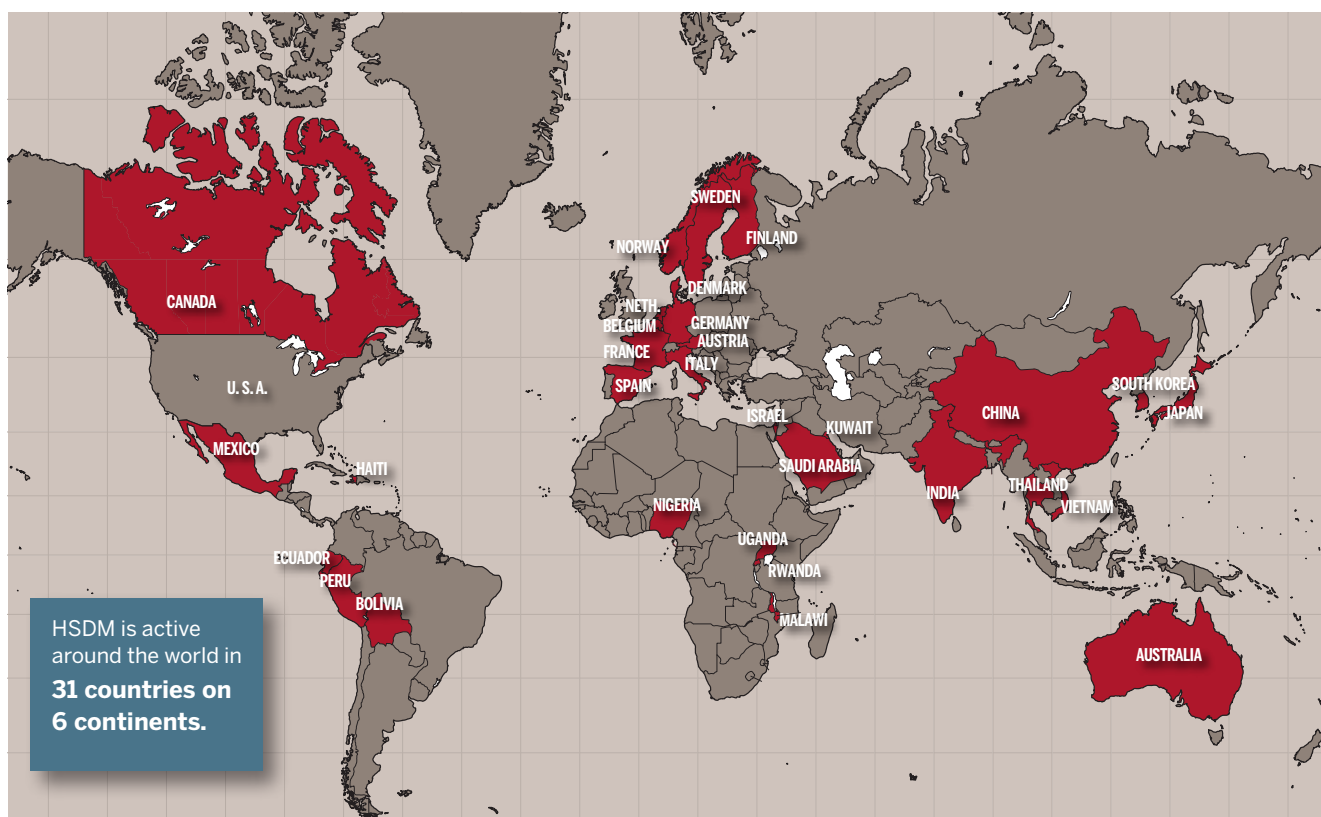 SWEDEN
NORWAY
FINLAND
CANADA
DENMARK
NETH.
BELGIUM
GERMANY
AUSTRIA
FRANCE
ITALY
U. S. A.
SPAIN
SOUTH KOREA
CHINA
JAPAN
ISRAEL
KUWAIT
MEXICO
HAITI
SAUDI ARABIA
INDIA
THAILAND
VIETNAM
NIGERIA
UGANDA
RWANDA
ECUADOR
PERU
BOLIVIA
MALAWI
AUSTRALIA
HSDM is active
around the world in
31 countries on
6 continents.